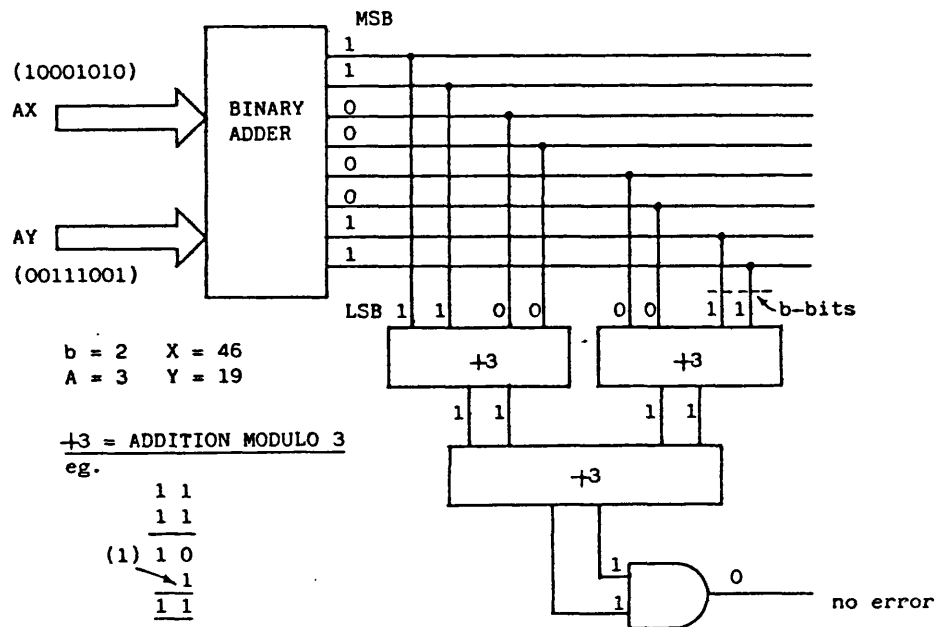 MSB
1
(10001010)
1
AX
BINARY
ADDER
0
0
0
0
AY
1
(00111001)
1
LSB 1 1 0 0 0 0 1 1 b-bits
b = 2 X = 46
A = 3 Y = 19
+3 +3
1 1 1 1
+3 = ADDITION MODULO 3
eg.
+3
1 1
1 1
(1) 1 0
1
1 1
1
1
0
no error